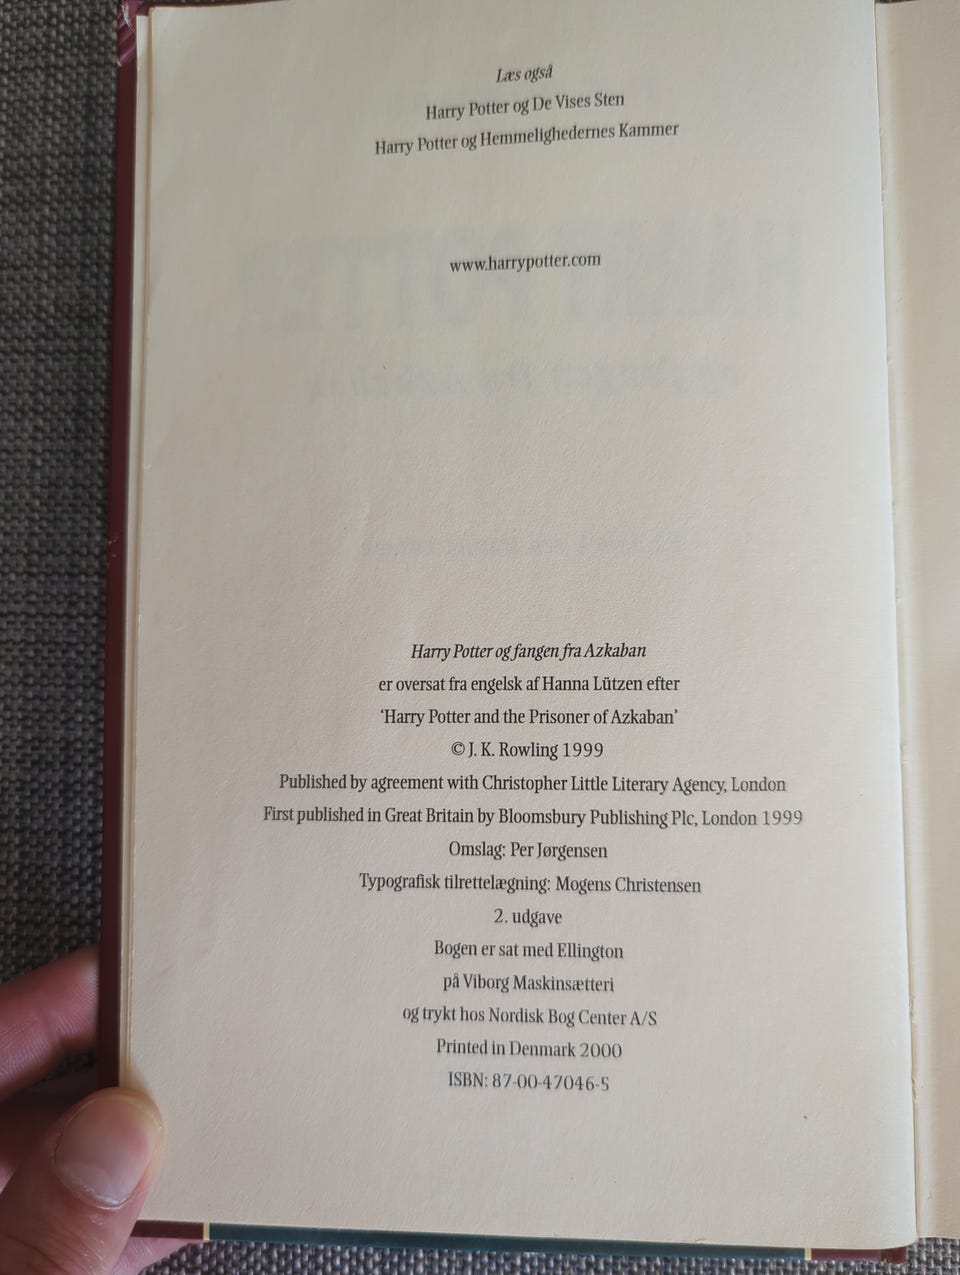 Læs også
Harry Potter og De Vises Sten
Harry Potter og Hemmelighedernes Kammer
www.harrypotter.com
Harry Potter og fangen fra Azkaban
er oversat fra engelsk af Hanna Lützen efter
‘Harry Potter and the Prisoner of Azkaban’
© J. K. Rowling 1999
Published by agreement with Christopher Little Literary Agency, London
First published in Great Britain by Bloomsbury Publishing Plc, London 1999
Omslag: Per Jørgensen
Typografisk tilrettelægning: Mogens Christensen
2. udgave
Bogen er sat med Ellington
på Viborg Maskinsætteri
og trykt hos Nordisk Bog Center A/S
Printed in Denmark 2000
ISBN: 87-00-47046-5